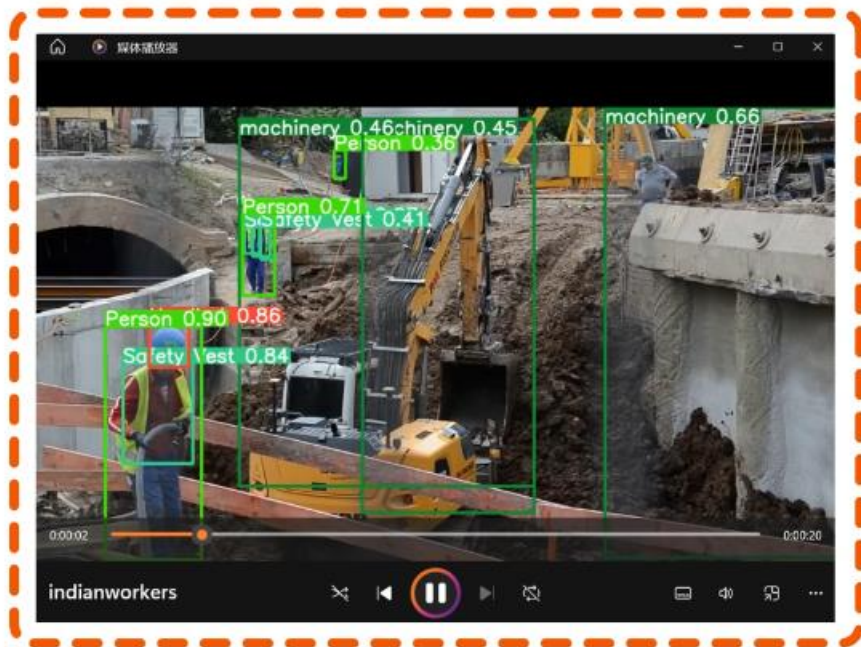 媒体播放器
machinery 0.46
chinery 0.45
machinery 0.66
Person 0.36
Person 0.71
Safety Vest 0.41
Person 0.90
0.86
Safety Vest 0.84
0:00:02
0:00:20
indianworkers